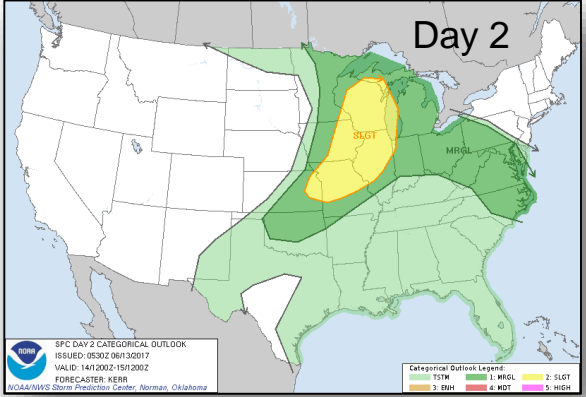 Day 2
SLGT
MRGL
NOAA
SPC DAY 2 CATEGORICAL OUTLOOK
ISSUED: 0530Z 06/13/2017
VALID: 14/1200Z-15/1200Z
FORECASTER: KERR
NOAA/NWS Storm Prediction Center, Norman, Oklahoma
Categorical Outlook Legend:
TSTM 1: MRGL 2: SLGT
3: ENH 4: MDT 5: HIGH